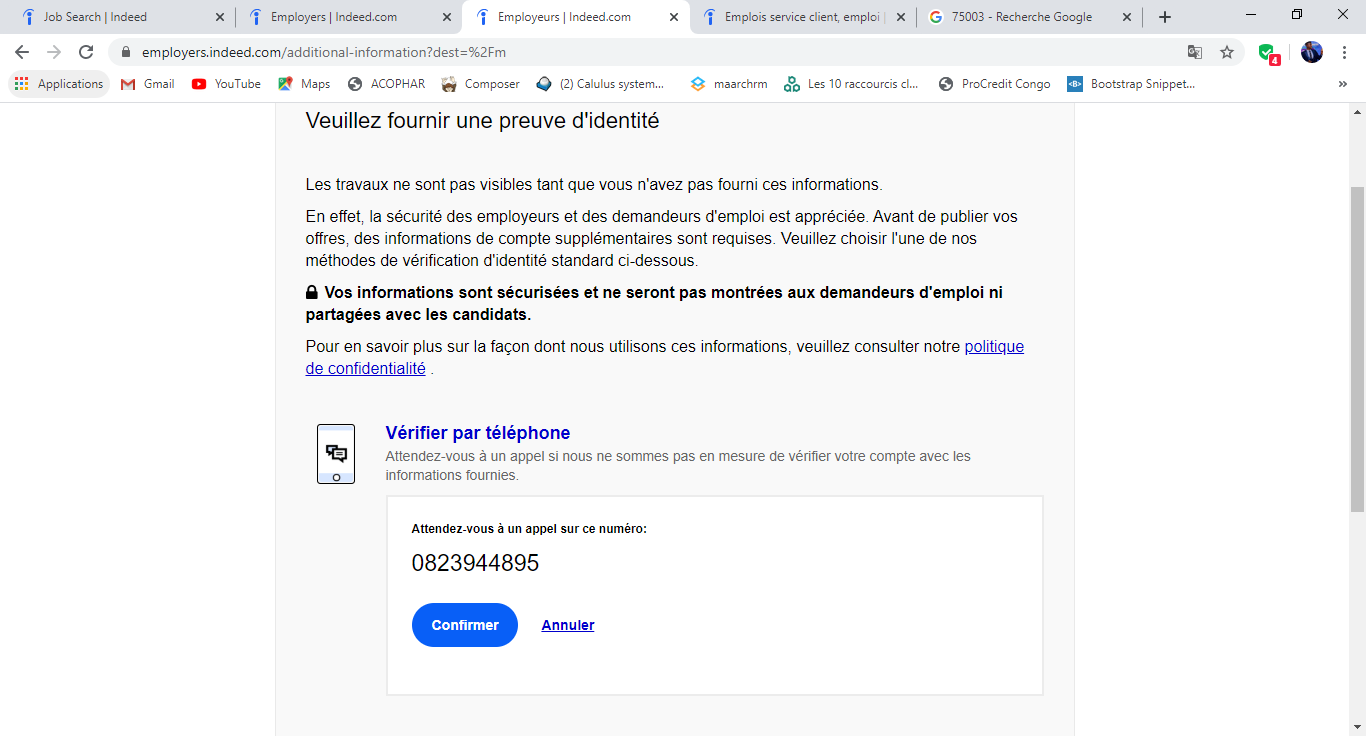 Job Search | Indeed
Employers | Indeed.com
Employeurs | Indeed.com
Emplois service client, emploi
75003 - Recherche Google
employers.indeed.com/additional-information?dest=%2Fm
4
Applications
Gmail
YouTube
Maps
ACOPHAR
Composer
(2) Calulus system...
maarchrm
Les 10 raccourcis cl...
ProCredit Congo
Bootstrap Snippet...
Veuillez fournir une preuve d'identité
Les travaux ne sont pas visibles tant que vous n'avez pas fourni ces informations.
En effet, la sécurité des employeurs et des demandeurs d'emploi est appréciée. Avant de publier vos
offres, des informations de compte supplémentaires sont requises. Veuillez choisir l'une de nos
méthodes de vérification d'identité standard ci-dessous.
Vos informations sont sécurisées et ne seront pas montrées aux demandeurs d'emploi ni
partagées avec les candidats.
Pour en savoir plus sur la façon dont nous utilisons ces informations, veuillez consulter notre politique
de confidentialité .
Vérifier par téléphone
Attendez-vous à un appel si nous ne sommes pas en mesure de vérifier votre compte avec les
informations fournies.
Attendez-vous à un appel sur ce numéro:
0823944895
Confirmer
Annuler